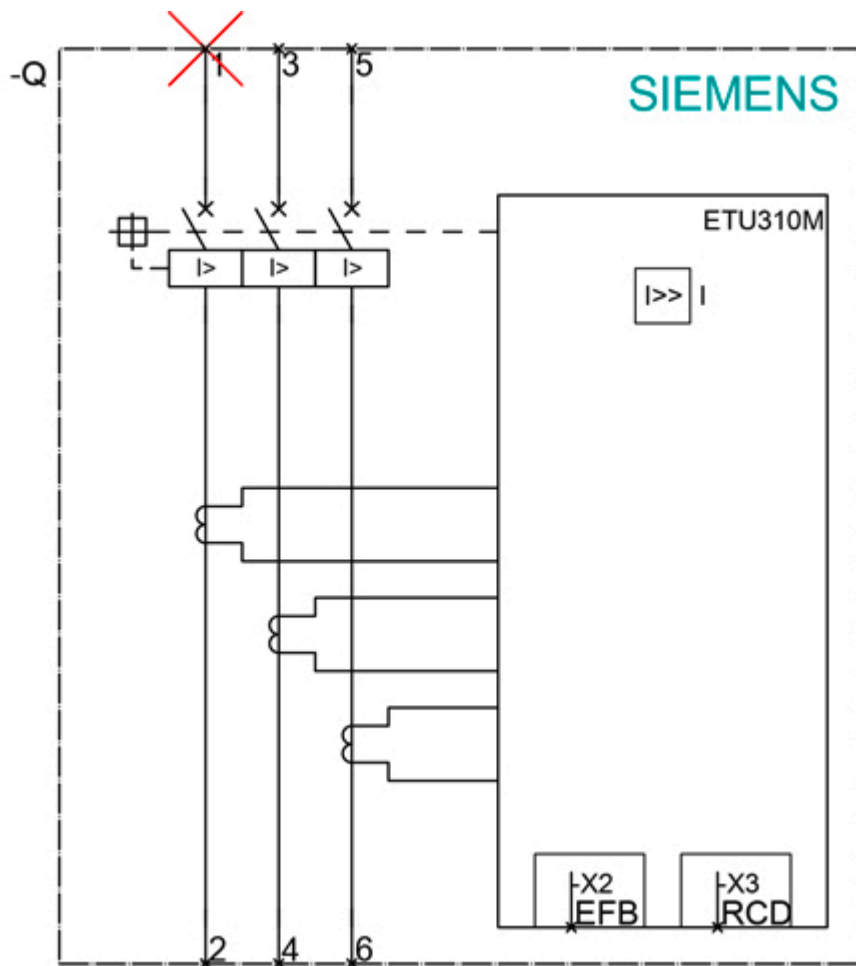 1 3 5
-Q
SIEMENS
ETU310M
I> I> I>
I>> I
-X2
EFB
-X3
RCD
2 4 6